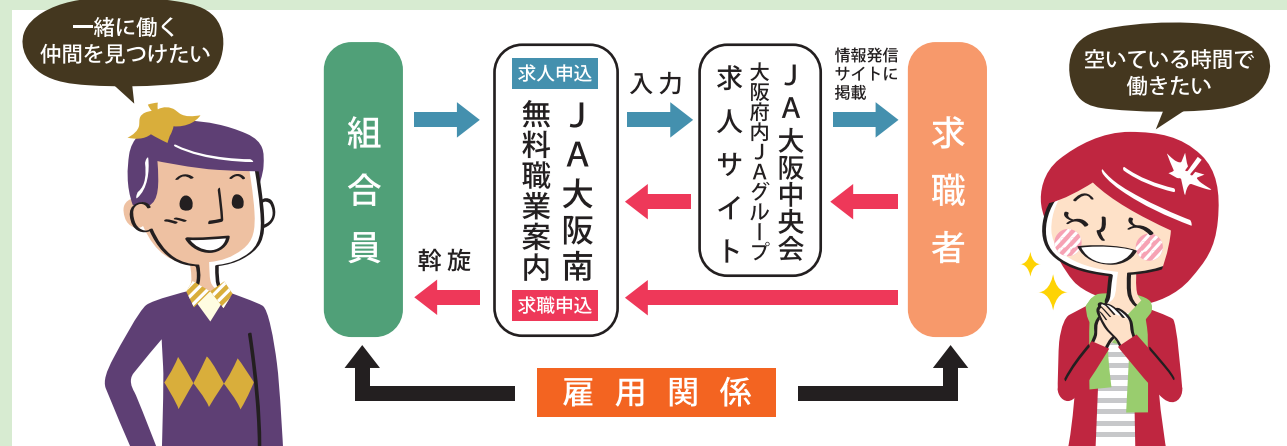 一緒に働く
仲間を見つけたい
組合員
斡旋
求人申込
ＪＡ大阪南
無料職業案内
求職申込
入力
ＪＡ大阪中央会
大阪府内ＪＡグループ
求人サイト
情報発信
サイトに
掲載
求職者
空いている時間で
働きたい
雇用関係